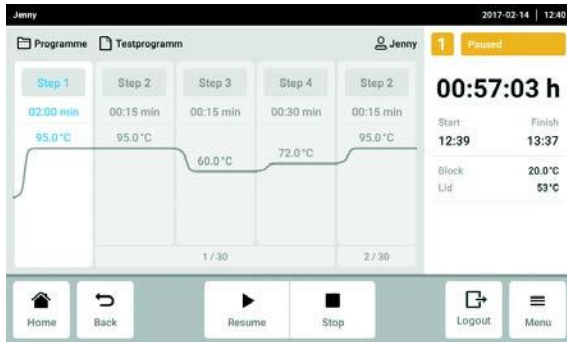 Jenny
2017-02-14 | 12:40
Programme Testprogramm Jenny
1 Paused
Step 1 Step 2 Step 3 Step 4 Step 2
02:00 min 00:15 min 00:15 min 00:30 min 00:15 min
95.0°C 95.0°C 60.0°C 72.0°C 95.0°C
1 / 30 2 / 30
00:57:03 h
Start Finish
12:39 13:37
Block 20.0°C
Lid 53°C
Home Back Resume Stop Logout Menu